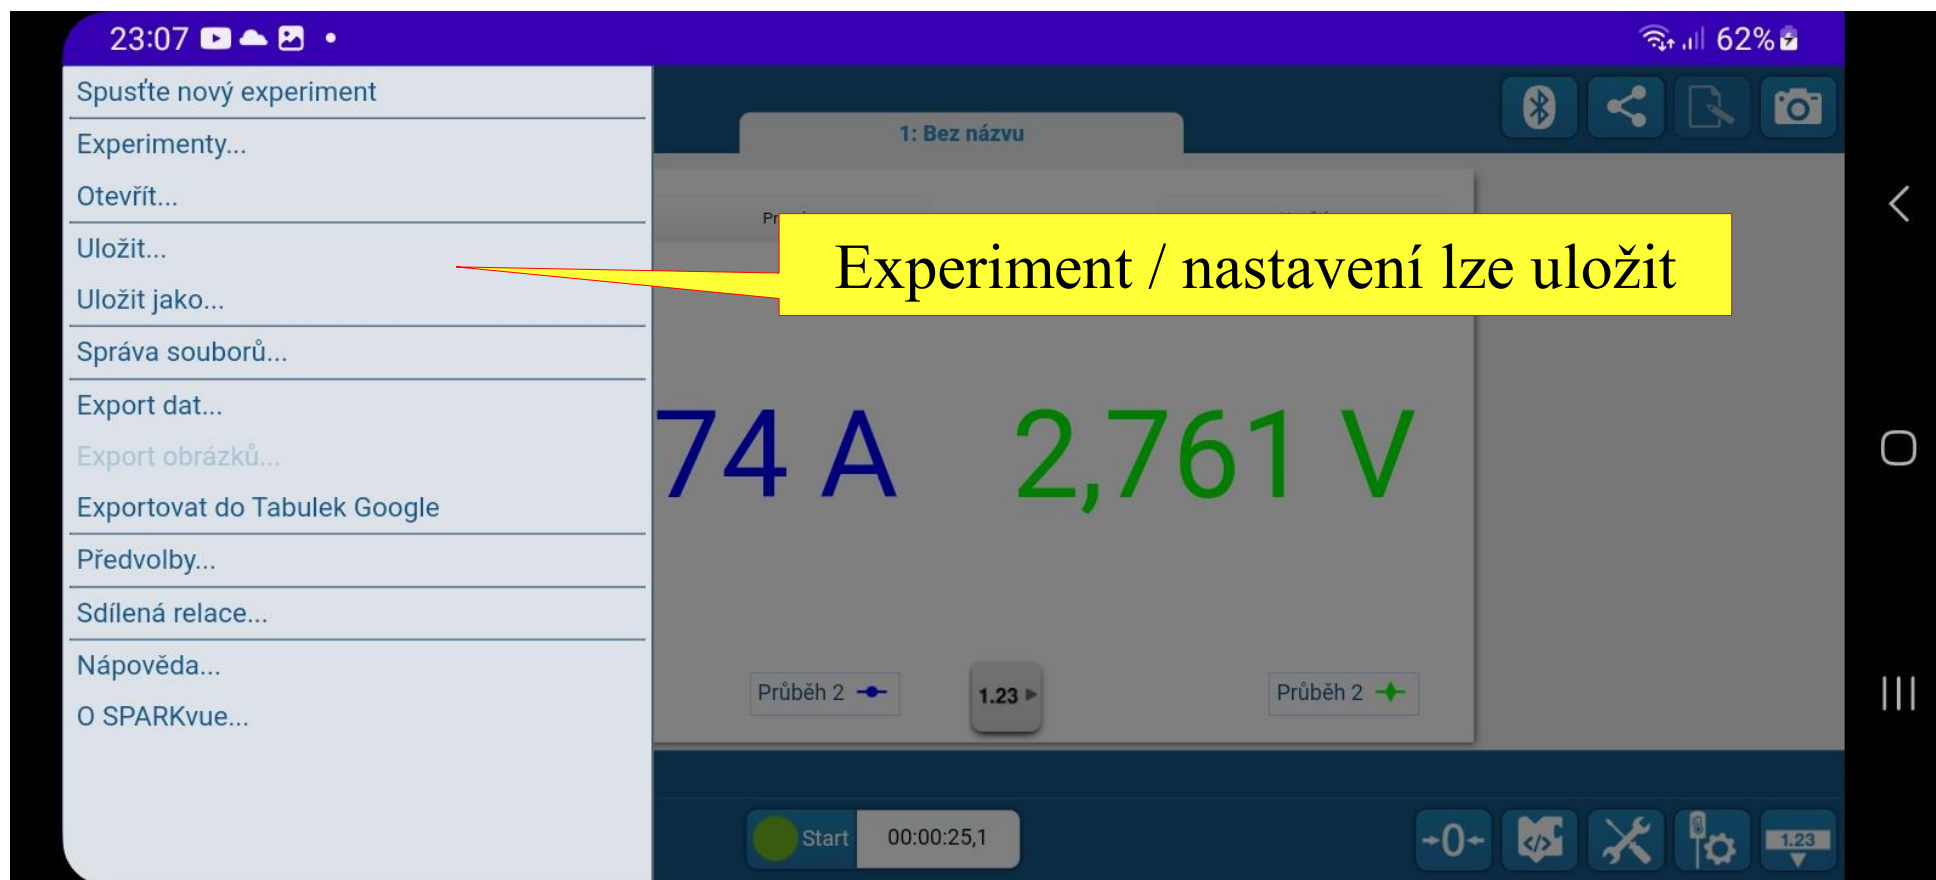 23:07
62%
Spusťte nový experiment
Experimenty...
Otevřít...
Uložit...
Uložit jako...
Správa souborů...
Export dat...
Export obrázků...
Exportovat do Tabulek Google
Předvolby...
Sdílená relace...
Nápověda...
O SPARKvue...
1: Bez názvu
Experiment / nastavení lze uložit
74 A
2,761 V
Průběh 2
1.23
Průběh 2
Start
00:00:25,1
→0←
</>
1.23